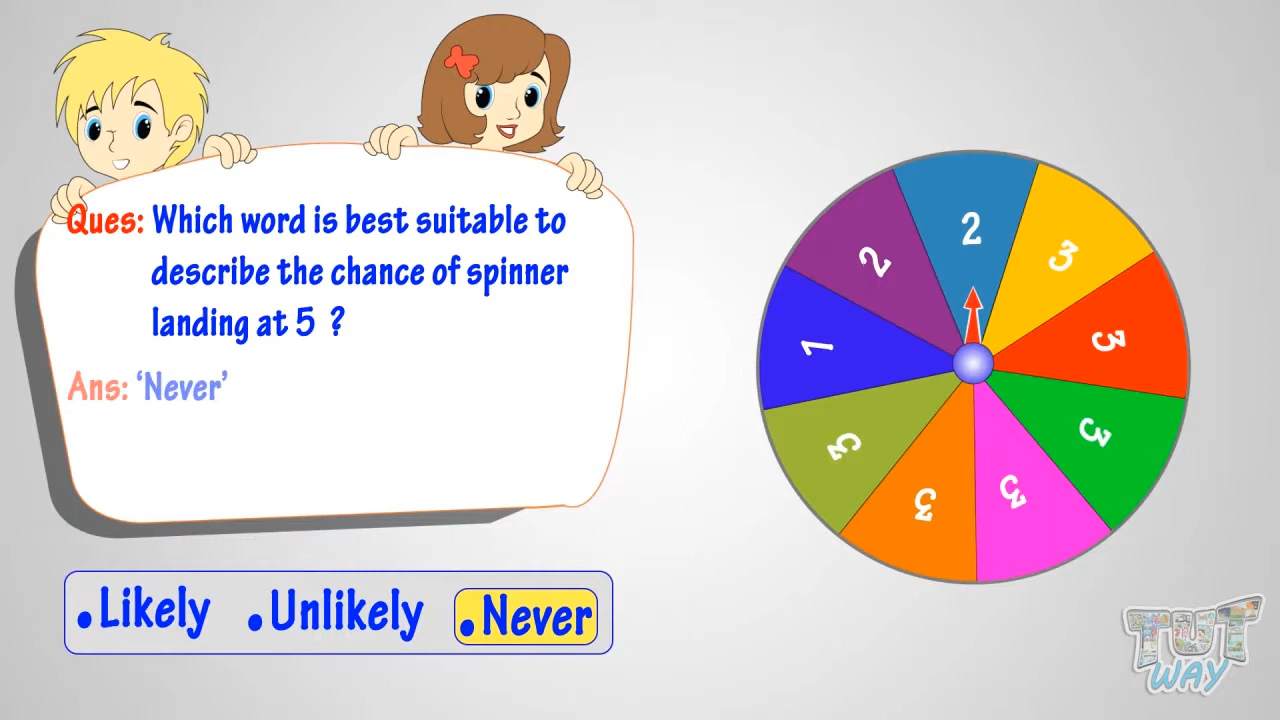 Ques: Which word is best suitable to
describe the chance of spinner
landing at 5 ?
Ans: ‘Never’
• Likely • Unlikely • Never
2
3
3
3
3
3
3
1
2
TUT
WAY